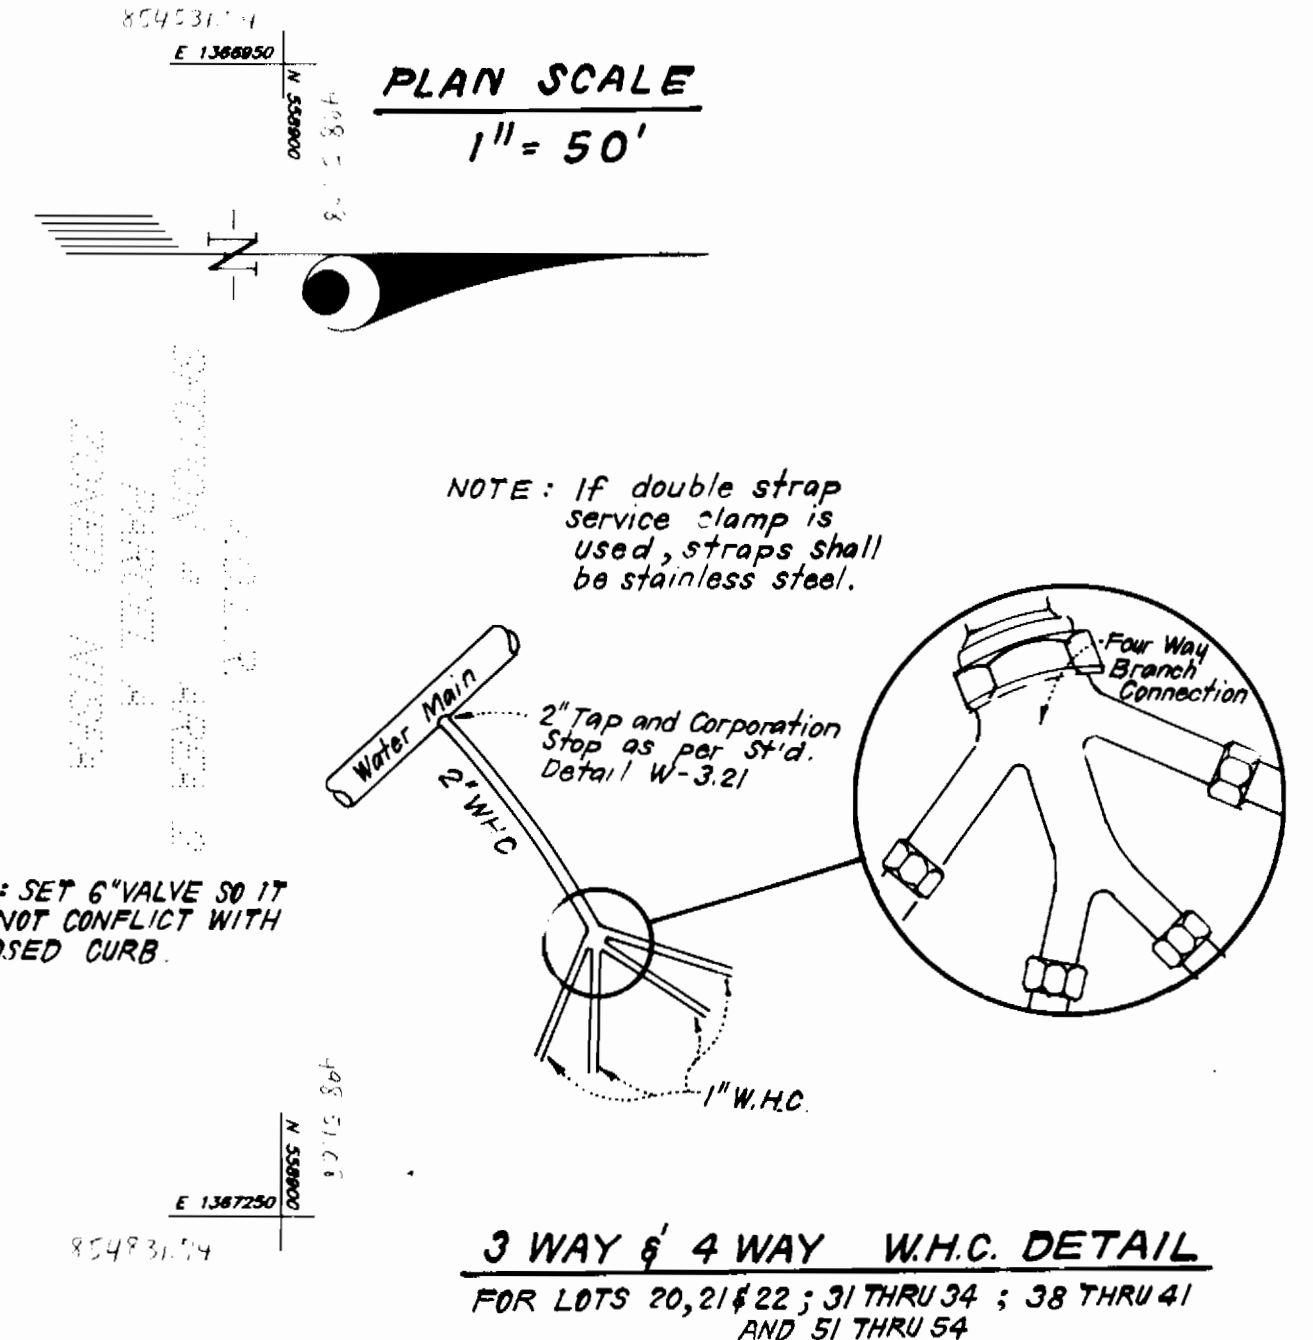 E 1366950
N 558900
PLAN SCALE
1" = 50'
N
NOTE: If double strap
service clamp is
used, straps shall
be stainless steel.
Four Way
Branch
Connection
Water Main
2" Tap and Corporation
Stop as per St'd.
Detail W-3.21
2" WHC
: SET 6" VALVE SO IT
NOT CONFLICT WITH
OSED CURB.
1" W.H.C.
N 558900
E 1367250
3 WAY & 4 WAY W.H.C. DETAIL
FOR LOTS 20, 21 & 22 ; 31 THRU 34 ; 38 THRU 41
AND 51 THRU 54